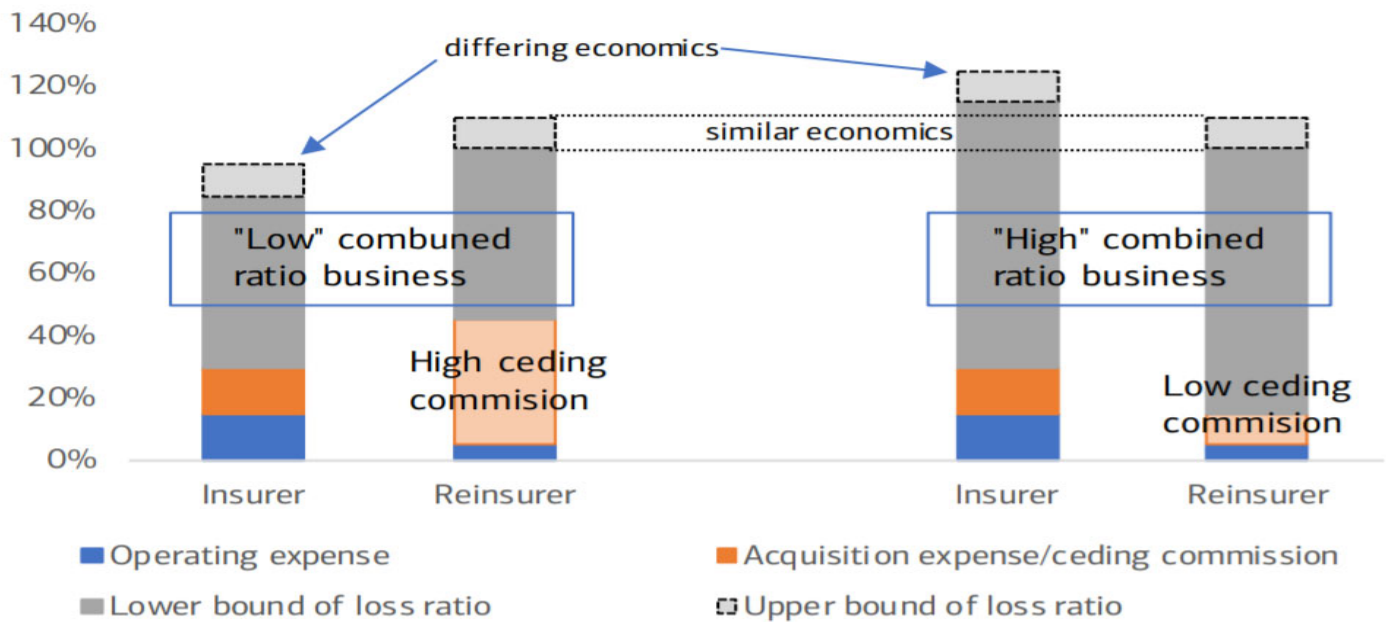 140%
differing economics
120%
similar economics
100%
80%
"Low" combuned
ratio business
"High" combined
ratio business
60%
40%
High ceding
commision
Low ceding
commision
20%
0%
Insurer
Reinsurer
Insurer
Reinsurer
Operating expense
Acquisition expense/ceding commission
Lower bound of loss ratio
Upper bound of loss ratio